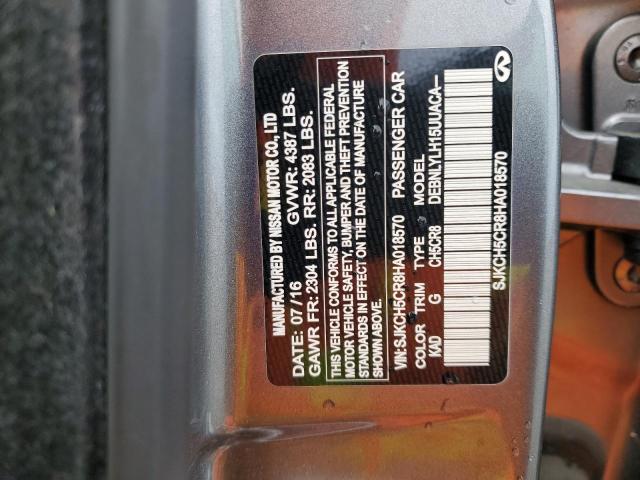 MANUFACTURED BY NISSAN MOTOR CO., LTD
DATE: 07/16 GVWR: 4387 LBS.
GAWR FR: 2304 LBS. RR: 2083 LBS.
THIS VEHICLE CONFORMS TO ALL APPLICABLE FEDERAL
MOTOR VEHICLE SAFETY, BUMPER AND THEFT PREVENTION
STANDARDS IN EFFECT ON THE DATE OF MANUFACTURE
SHOWN ABOVE.
VIN: SJKCH5CR8HA018570 PASSENGER CAR
COLOR TRIM TYPE MODEL
KAD G CH5CR8 DEBNLYLH15UUACA--
SJKCH5CR8HA018570